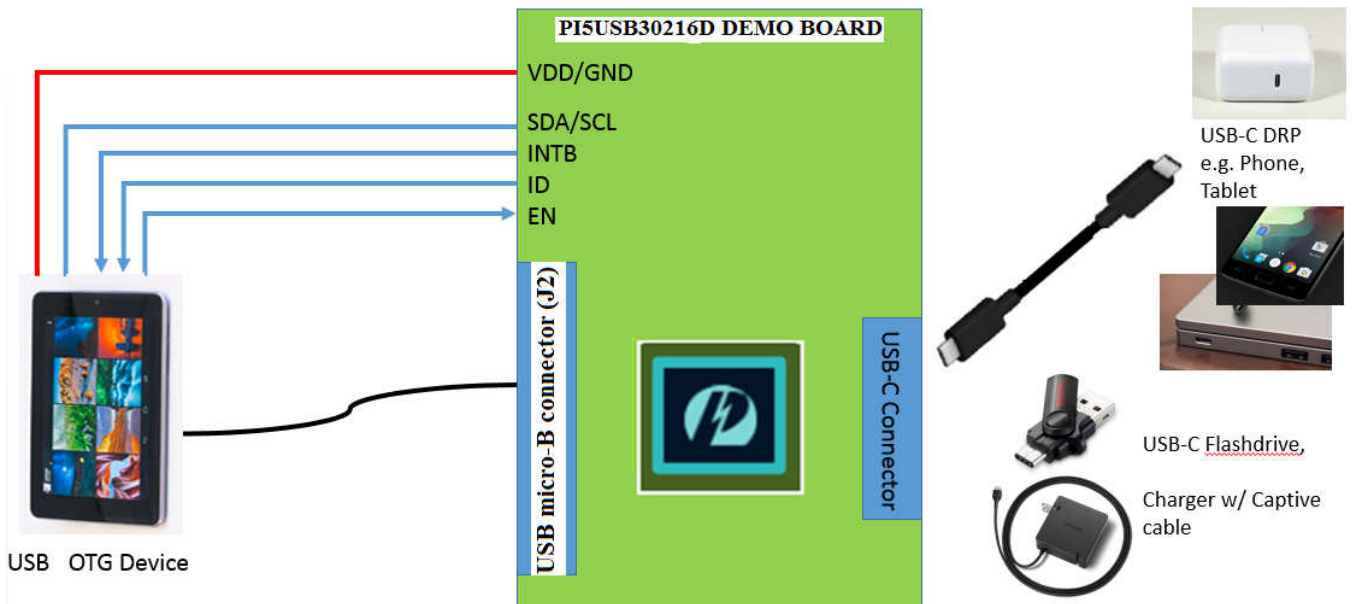 PI5USB30216D DEMO BOARD
VDD/GND
SDA/SCL
INTB
ID
EN
USB micro-B connector (J2)
USB-C Connector
USB OTG Device
USB-C DRP
e.g. Phone,
Tablet
USB-C Flashdrive,
Charger w/ Captive
cable